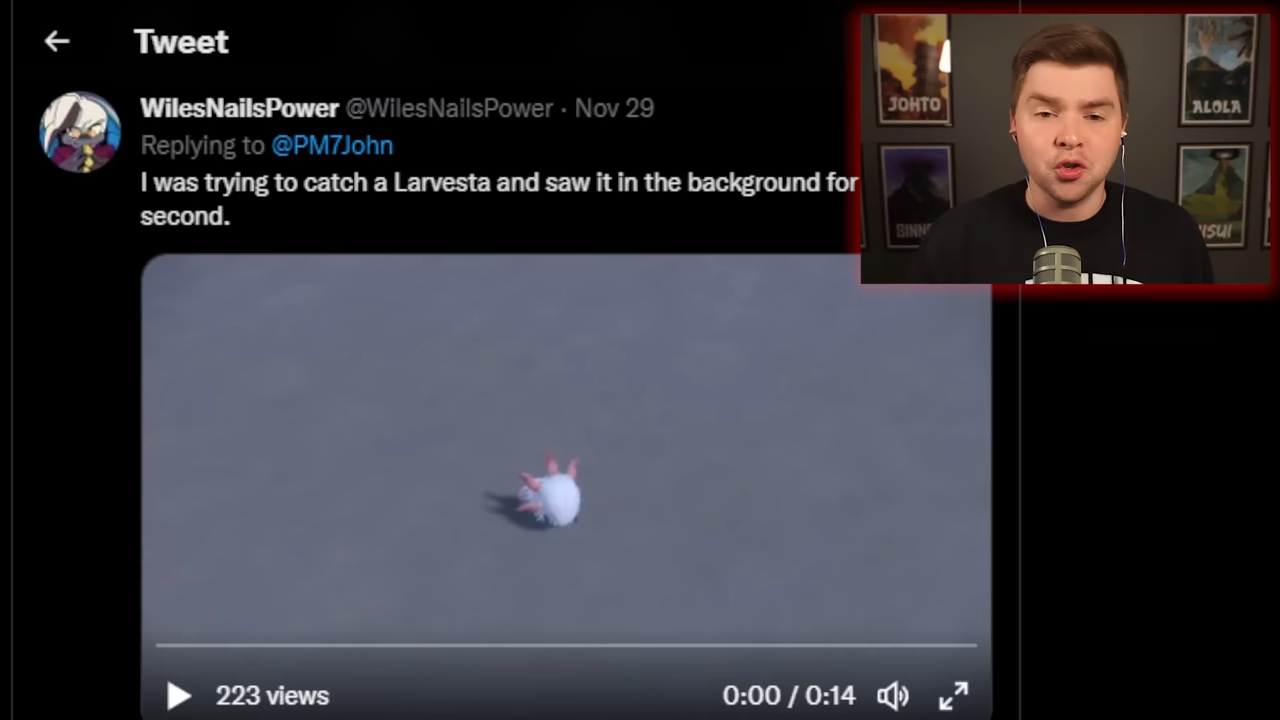 Tweet
WilesNailsPower @WilesNailsPower · Nov 29
Replying to @PM7John
I was trying to catch a Larvesta and saw it in the background for
second.
223 views
0:00 / 0:14
JOHTO
ALOLA